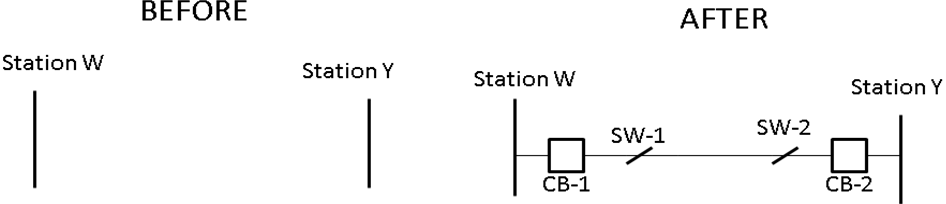 BEFORE
Station W
Station Y
AFTER
Station W
Station Y
SW-1
SW-2
CB-1
CB-2